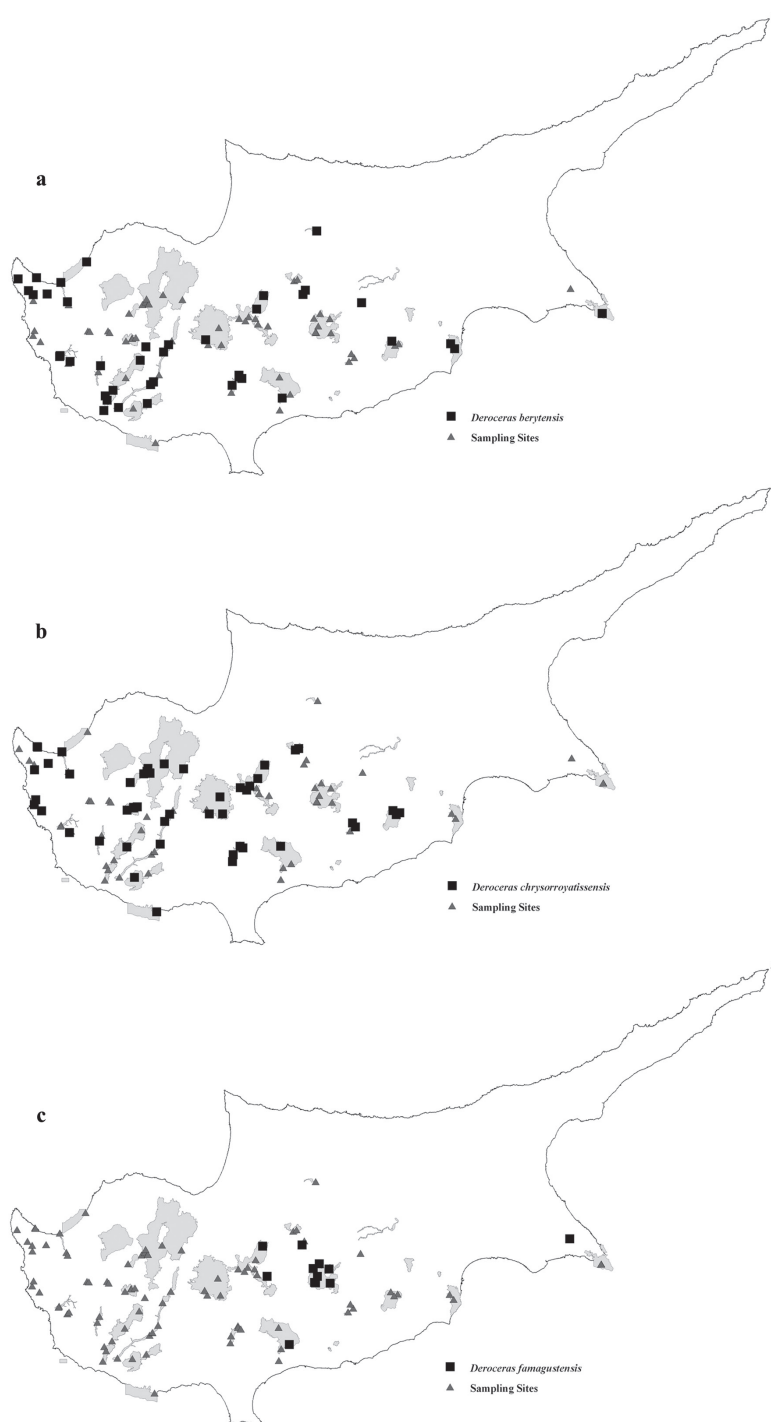 a
Deroceras berytensis
Sampling Sites
b
Deroceras chrysorroyatissensis
Sampling Sites
c
Deroceras famagustensis
Sampling Sites